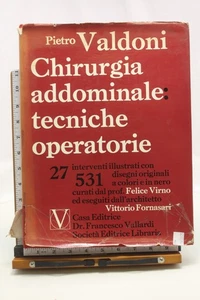 Pietro Valdoni
Chirurgia
addominale:
tecniche
operatorie
27 interventi illustrati con
531 disegni originali
a colori e in nero
curati dal prof. Felice Virno
ed eseguiti dall'architetto
Vittorio Fornasari
V
Casa Editrice
Dr. Francesco Vallardi
Società Editrice Libraria